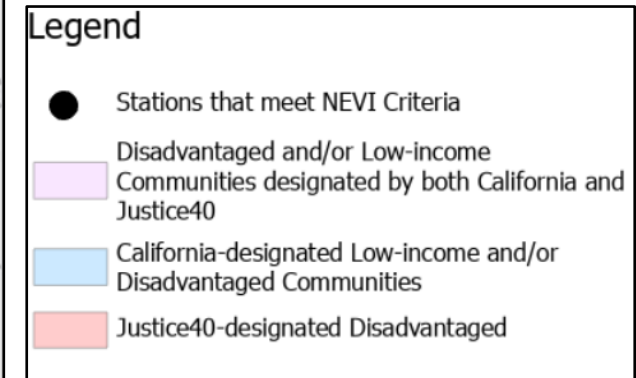 Legend
Stations that meet NEVI Criteria
Disadvantaged and/or Low-income
Communities designated by both California and
Justice40
California-designated Low-income and/or
Disadvantaged Communities
Justice40-designated Disadvantaged